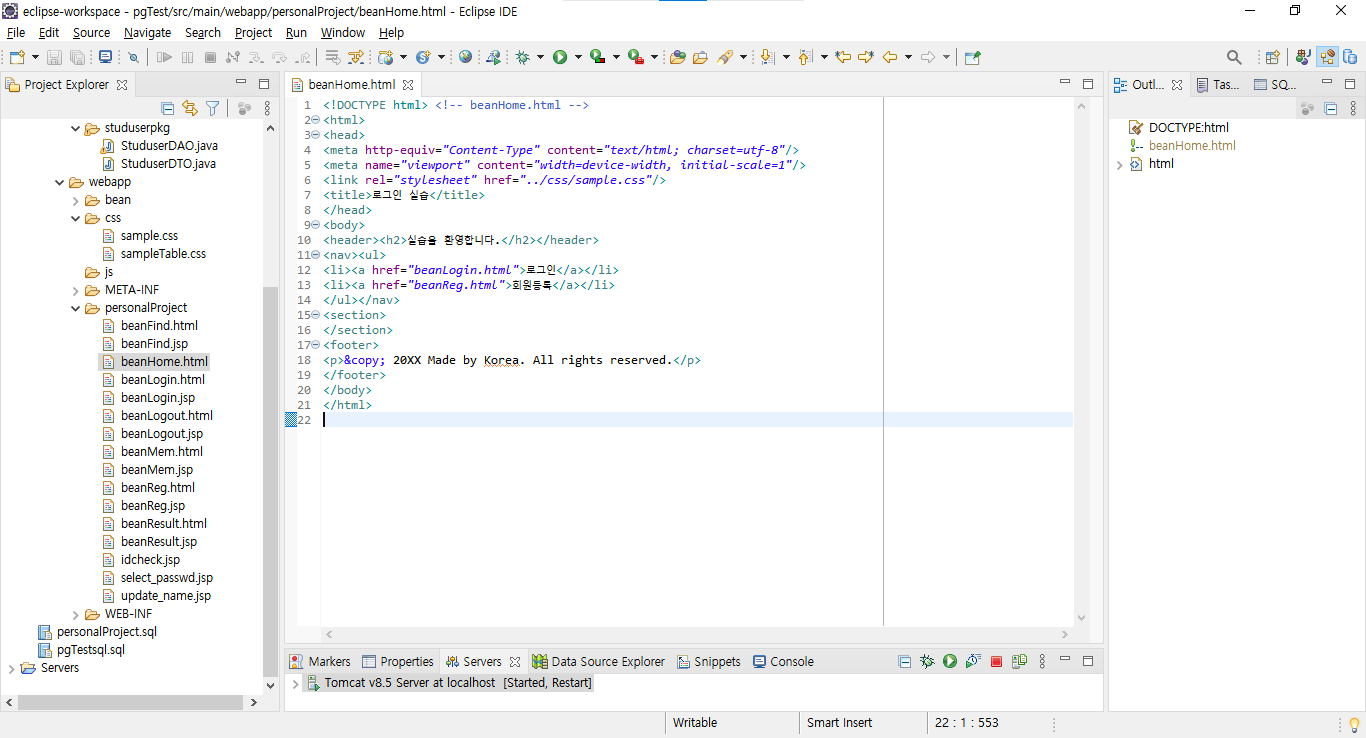 eclipse-workspace - pgTest/src/main/webapp/personalProject/beanHome.html - Eclipse IDE
File Edit Source Navigate Search Project Run Window Help
Project Explorer
studuserpkg
StuduserDAO.java
StuduserDTO.java
webapp
bean
css
sample.css
sampleTable.css
js
META-INF
personalProject
beanFind.html
beanFind.jsp
beanHome.html
beanLogin.html
beanLogin.jsp
beanLogout.html
beanLogout.jsp
beanMem.html
beanMem.jsp
beanReg.html
beanReg.jsp
beanResult.html
beanResult.jsp
idcheck.jsp
select_passwd.jsp
update_name.jsp
WEB-INF
personalProject.sql
pgTestsql.sql
Servers
beanHome.html
1 <!DOCTYPE html> <!-- beanHome.html -->
2 <html>
3 <head>
4 <meta http-equiv="Content-Type" content="text/html; charset=utf-8"/>
5 <meta name="viewport" content="width=device-width, initial-scale=1"/>
6 <link rel="stylesheet" href="../css/sample.css"/>
7 <title>로그인 실습</title>
8 </head>
9 <body>
10 <header><h2>실습을 환영합니다.</h2></header>
11 <nav><ul>
12 <li><a href="beanLogin.html">로그인</a></li>
13 <li><a href="beanReg.html">회원등록</a></li>
14 </ul></nav>
15 <section>
16 </section>
17 <footer>
18 <p>&copy; 20XX Made by Korea. All rights reserved.</p>
19 </footer>
20 </body>
21 </html>
22
Outl... Tas... SQ...
DOCTYPE:html
beanHome.html
html
Markers Properties Servers Data Source Explorer Snippets Console
Tomcat v8.5 Server at localhost [Started, Restart]
Writable Smart Insert 22 : 1 : 553